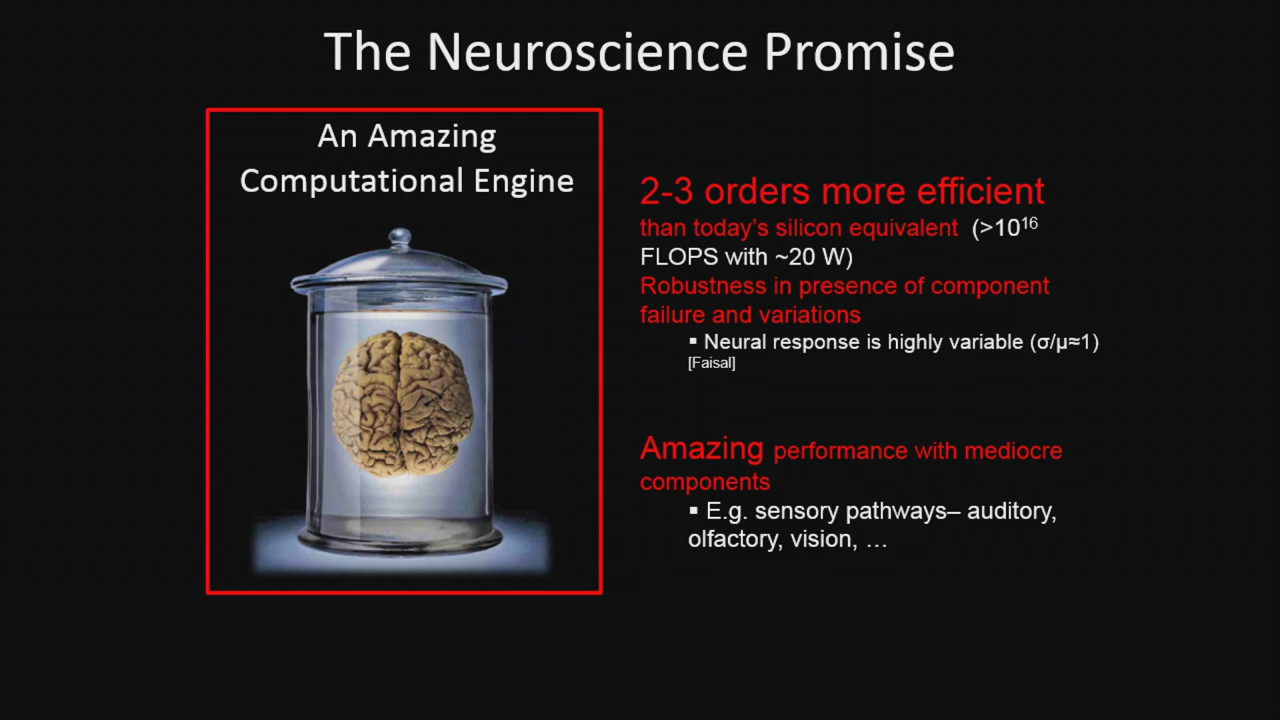 The Neuroscience Promise
An Amazing
Computational Engine
2-3 orders more efficient
than today's silicon equivalent (>10¹⁶
FLOPS with ~20 W)
Robustness in presence of component
failure and variations
▪ Neural response is highly variable (σ/μ≈1)
[Faisal]
Amazing performance with mediocre
components
▪ E.g. sensory pathways– auditory,
olfactory, vision, …